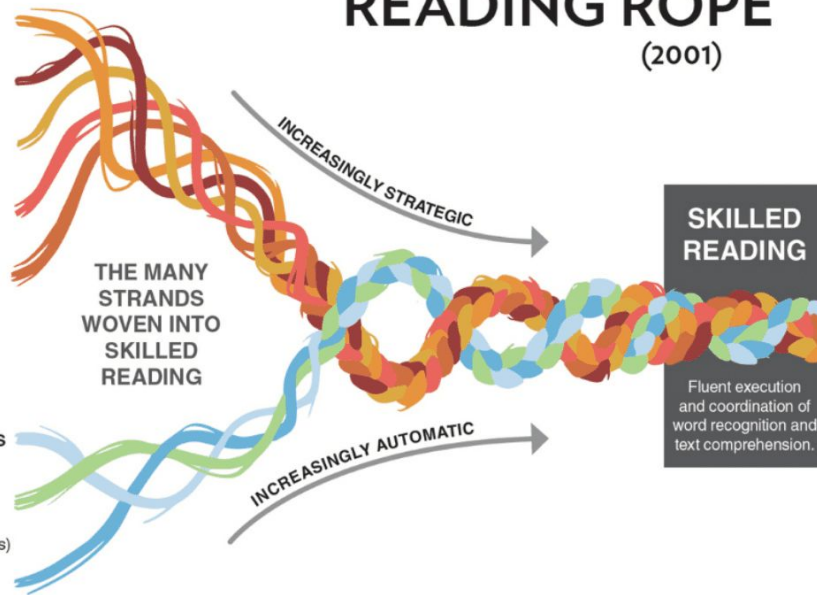 READING ROPE
(2001)
INCREASINGLY STRATEGIC
SKILLED
READING
THE MANY
STRANDS
WOVEN INTO
SKILLED
READING
Fluent execution
and coordination of
word recognition and
text comprehension.
S
INCREASINGLY AUTOMATIC
s)